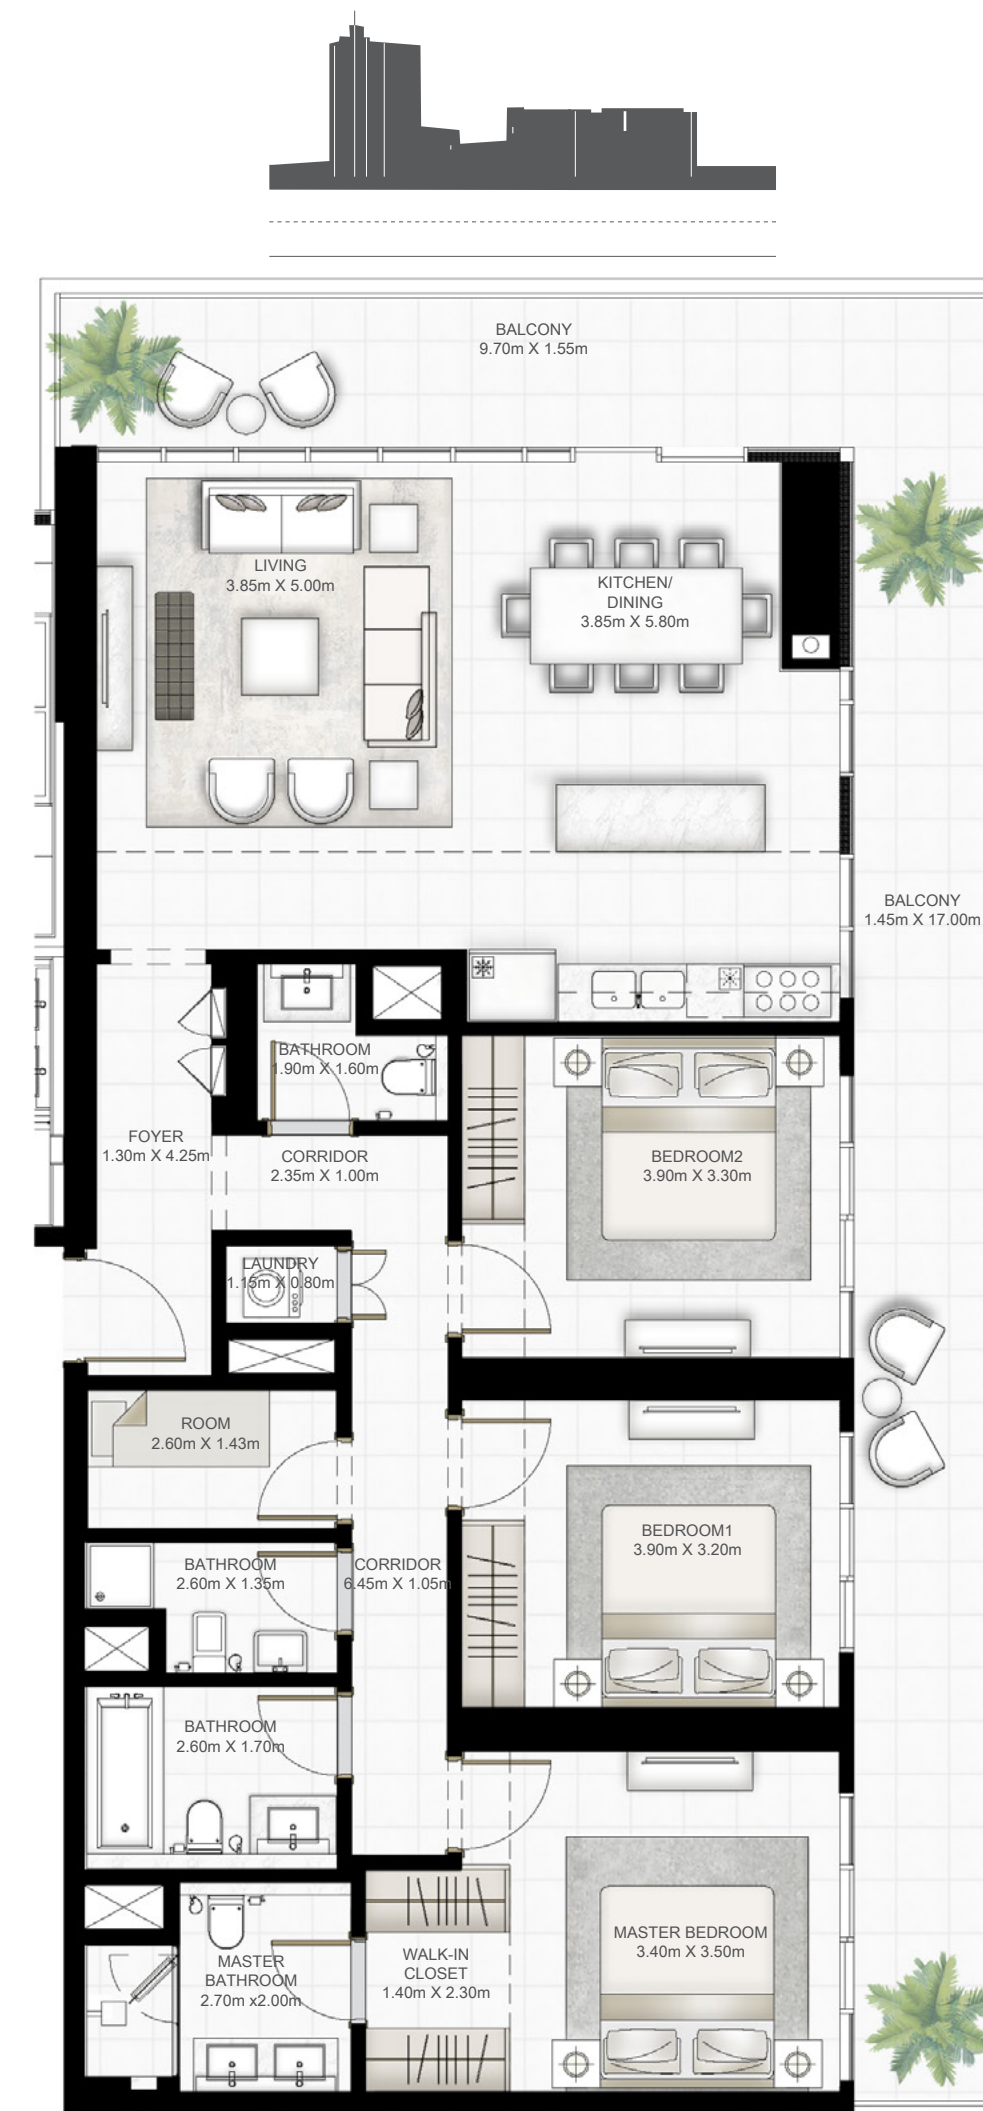 BALCONY
9.70m X 1.55m
LIVING
3.85m X 5.00m
KITCHEN/
DINING
3.85m X 5.80m
BALCONY
1.45m X 17.00m
BATHROOM
1.90m X 1.60m
FOYER
1.30m X 4.25m
CORRIDOR
2.35m X 1.00m
BEDROOM2
3.90m X 3.30m
LAUNDRY
1.15m X 0.80m
ROOM
2.60m X 1.43m
BEDROOM1
3.90m X 3.20m
BATHROOM
2.60m X 1.35m
CORRIDOR
6.45m X 1.05m
BATHROOM
2.60m X 1.70m
MASTER BEDROOM
3.40m X 3.50m
WALK-IN
CLOSET
1.40m X 2.30m
MASTER
BATHROOM
2.70m x2.00m